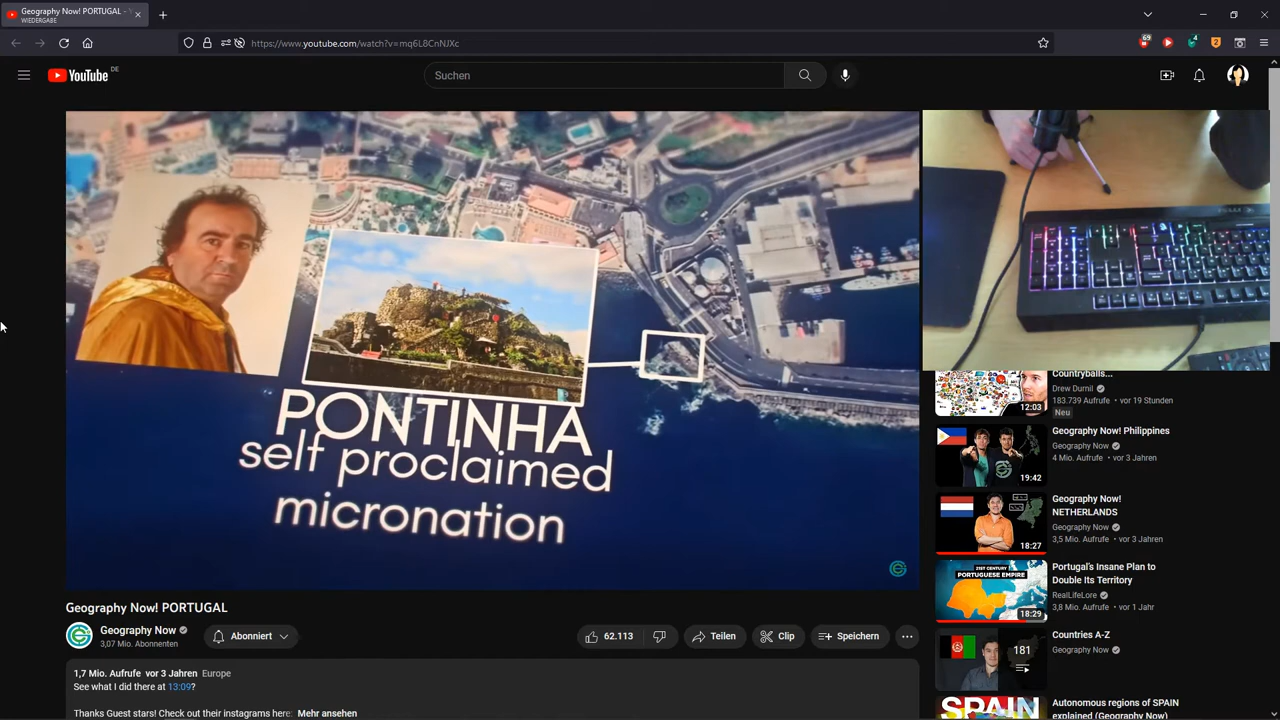 Geography Now! PORTUGAL - Y
WIEDERGABE
https://www.youtube.com/watch?v=mq6L8CnNJXc
69
4
2
YouTube DE
Suchen
PONTINHA
self proclaimed
micronation
Geography Now! PORTUGAL
Geography Now
3,07 Mio. Abonnenten
Abonniert
62.113
Teilen
Clip
Speichern
1,7 Mio. Aufrufe vor 3 Jahren Europe
See what I did there at 13:09?
Thanks Guest stars! Check out their instagrams here: Mehr ansehen
Countryballs...
Drew Durnil
183.739 Aufrufe • vor 19 Stunden
Neu
12:03
Geography Now! Philippines
Geography Now
4 Mio. Aufrufe • vor 3 Jahren
19:42
Geography Now!
NETHERLANDS
Geography Now
3,5 Mio. Aufrufe • vor 3 Jahren
18:27
21ST CENTURY
PORTUGUESE EMPIRE
Portugal's Insane Plan to
Double Its Territory
RealLifeLore
3,8 Mio. Aufrufe • vor 1 Jahr
18:29
Countries A-Z
Geography Now
181
SPAIN
Autonomous regions of SPAIN
explained (Geography Now)